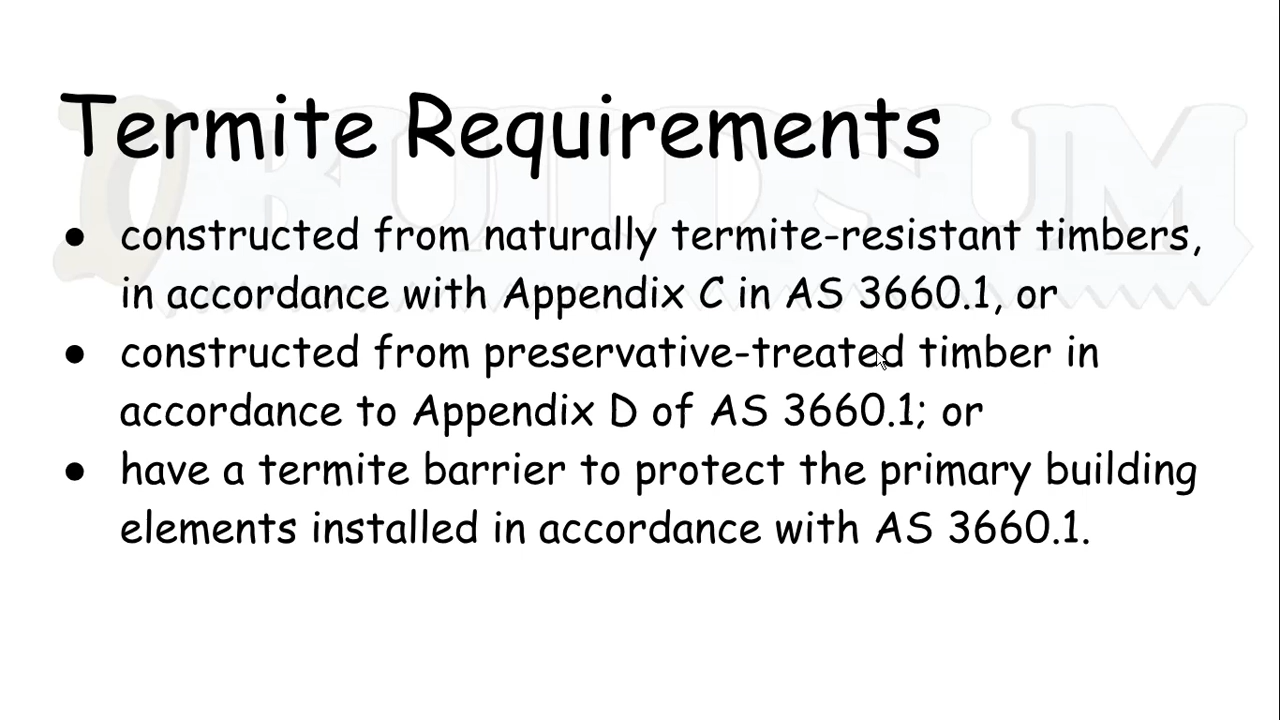 Termite Requirements
● constructed from naturally termite-resistant timbers,
in accordance with Appendix C in AS 3660.1, or
● constructed from preservative-treated timber in
accordance to Appendix D of AS 3660.1; or
● have a termite barrier to protect the primary building
elements installed in accordance with AS 3660.1.
BUILDSUM